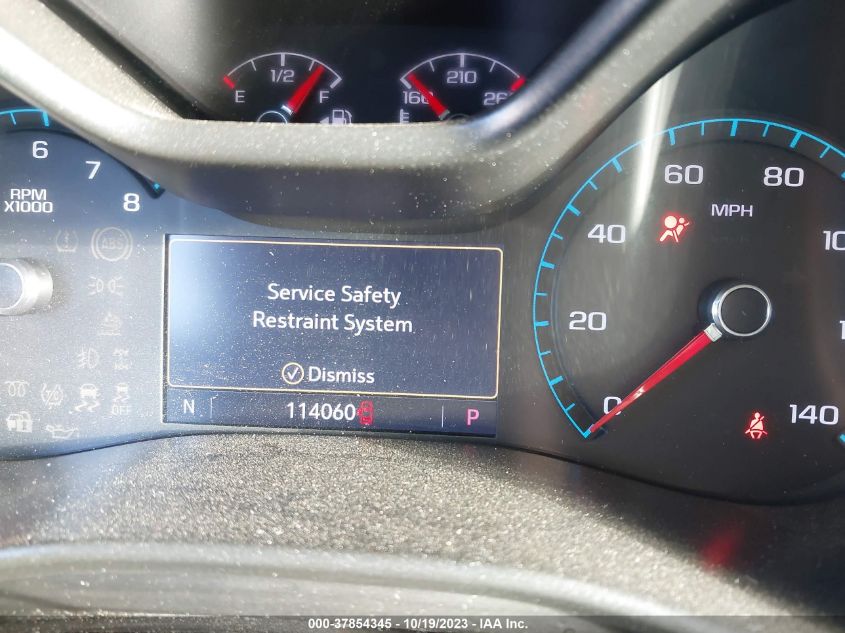 1/2
E F
210
160
6
7
8
RPM
X1000
ABS
OFF
Service Safety
Restraint System
Dismiss
N 114060 P
0
20
40
60
80
140
MPH
000-37854345 - 10/19/2023 - IAA Inc.